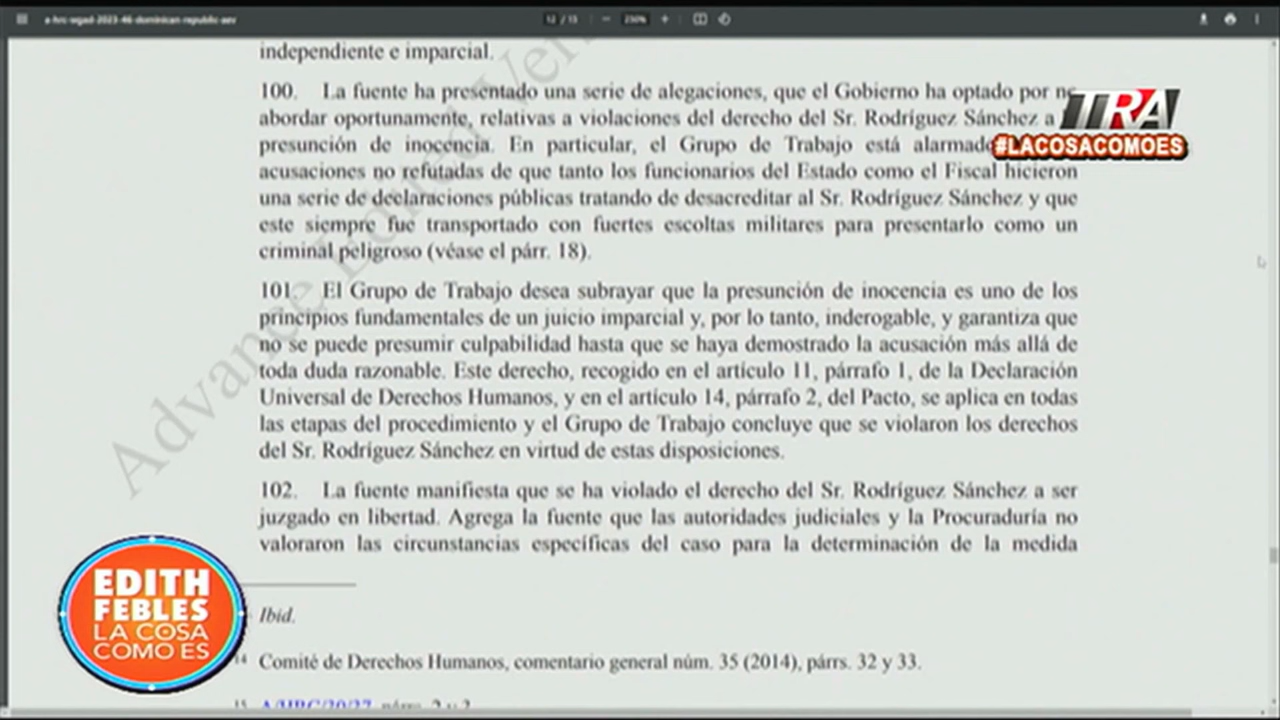 a-hrc-wgad-2023-46-dominican-republic-aev
12 / 15
230%
independiente e imparcial.
100. La fuente ha presentado una serie de alegaciones, que el Gobierno ha optado por
abordar oportunamente, relativas a violaciones del derecho del Sr. Rodríguez Sánchez a
presunción de inocencia. En particular, el Grupo de Trabajo está
acusaciones no refutadas de que tanto los funcionarios del Estado como el Fiscal hicieron
una serie de declaraciones públicas tratando de desacreditar al Sr. Rodríguez Sánchez y que
este siempre fue transportado con fuertes escoltas militares para presentarlo como un
criminal peligroso (véase el párr. 18).
TRA
#LACOSACOMOES
101. El Grupo de Trabajo desea subrayar que la presunción de inocencia es uno de los
principios fundamentales de un juicio imparcial y, por lo tanto, inderogable, y garantiza que
no se puede presumir culpabilidad hasta que se haya demostrado la acusación más allá de
toda duda razonable. Este derecho, recogido en el artículo 11, párrafo 1, de la Declaración
Universal de Derechos Humanos, y en el artículo 14, párrafo 2, del Pacto, se aplica en todas
las etapas del procedimiento y el Grupo de Trabajo concluye que se violaron los derechos
del Sr. Rodríguez Sánchez en virtud de estas disposiciones.
102. La fuente manifiesta que se ha violado el derecho del Sr. Rodríguez Sánchez a ser
juzgado en libertad. Agrega la fuente que las autoridades judiciales y la Procuraduría no
valoraron las circunstancias específicas del caso para la determinación de la medida
Advance
EDITH
FEBLES
LA COSA
COMO ES
Ibid.
14 Comité de Derechos Humanos, comentario general núm. 35 (2014), párrs. 32 y 33.
15